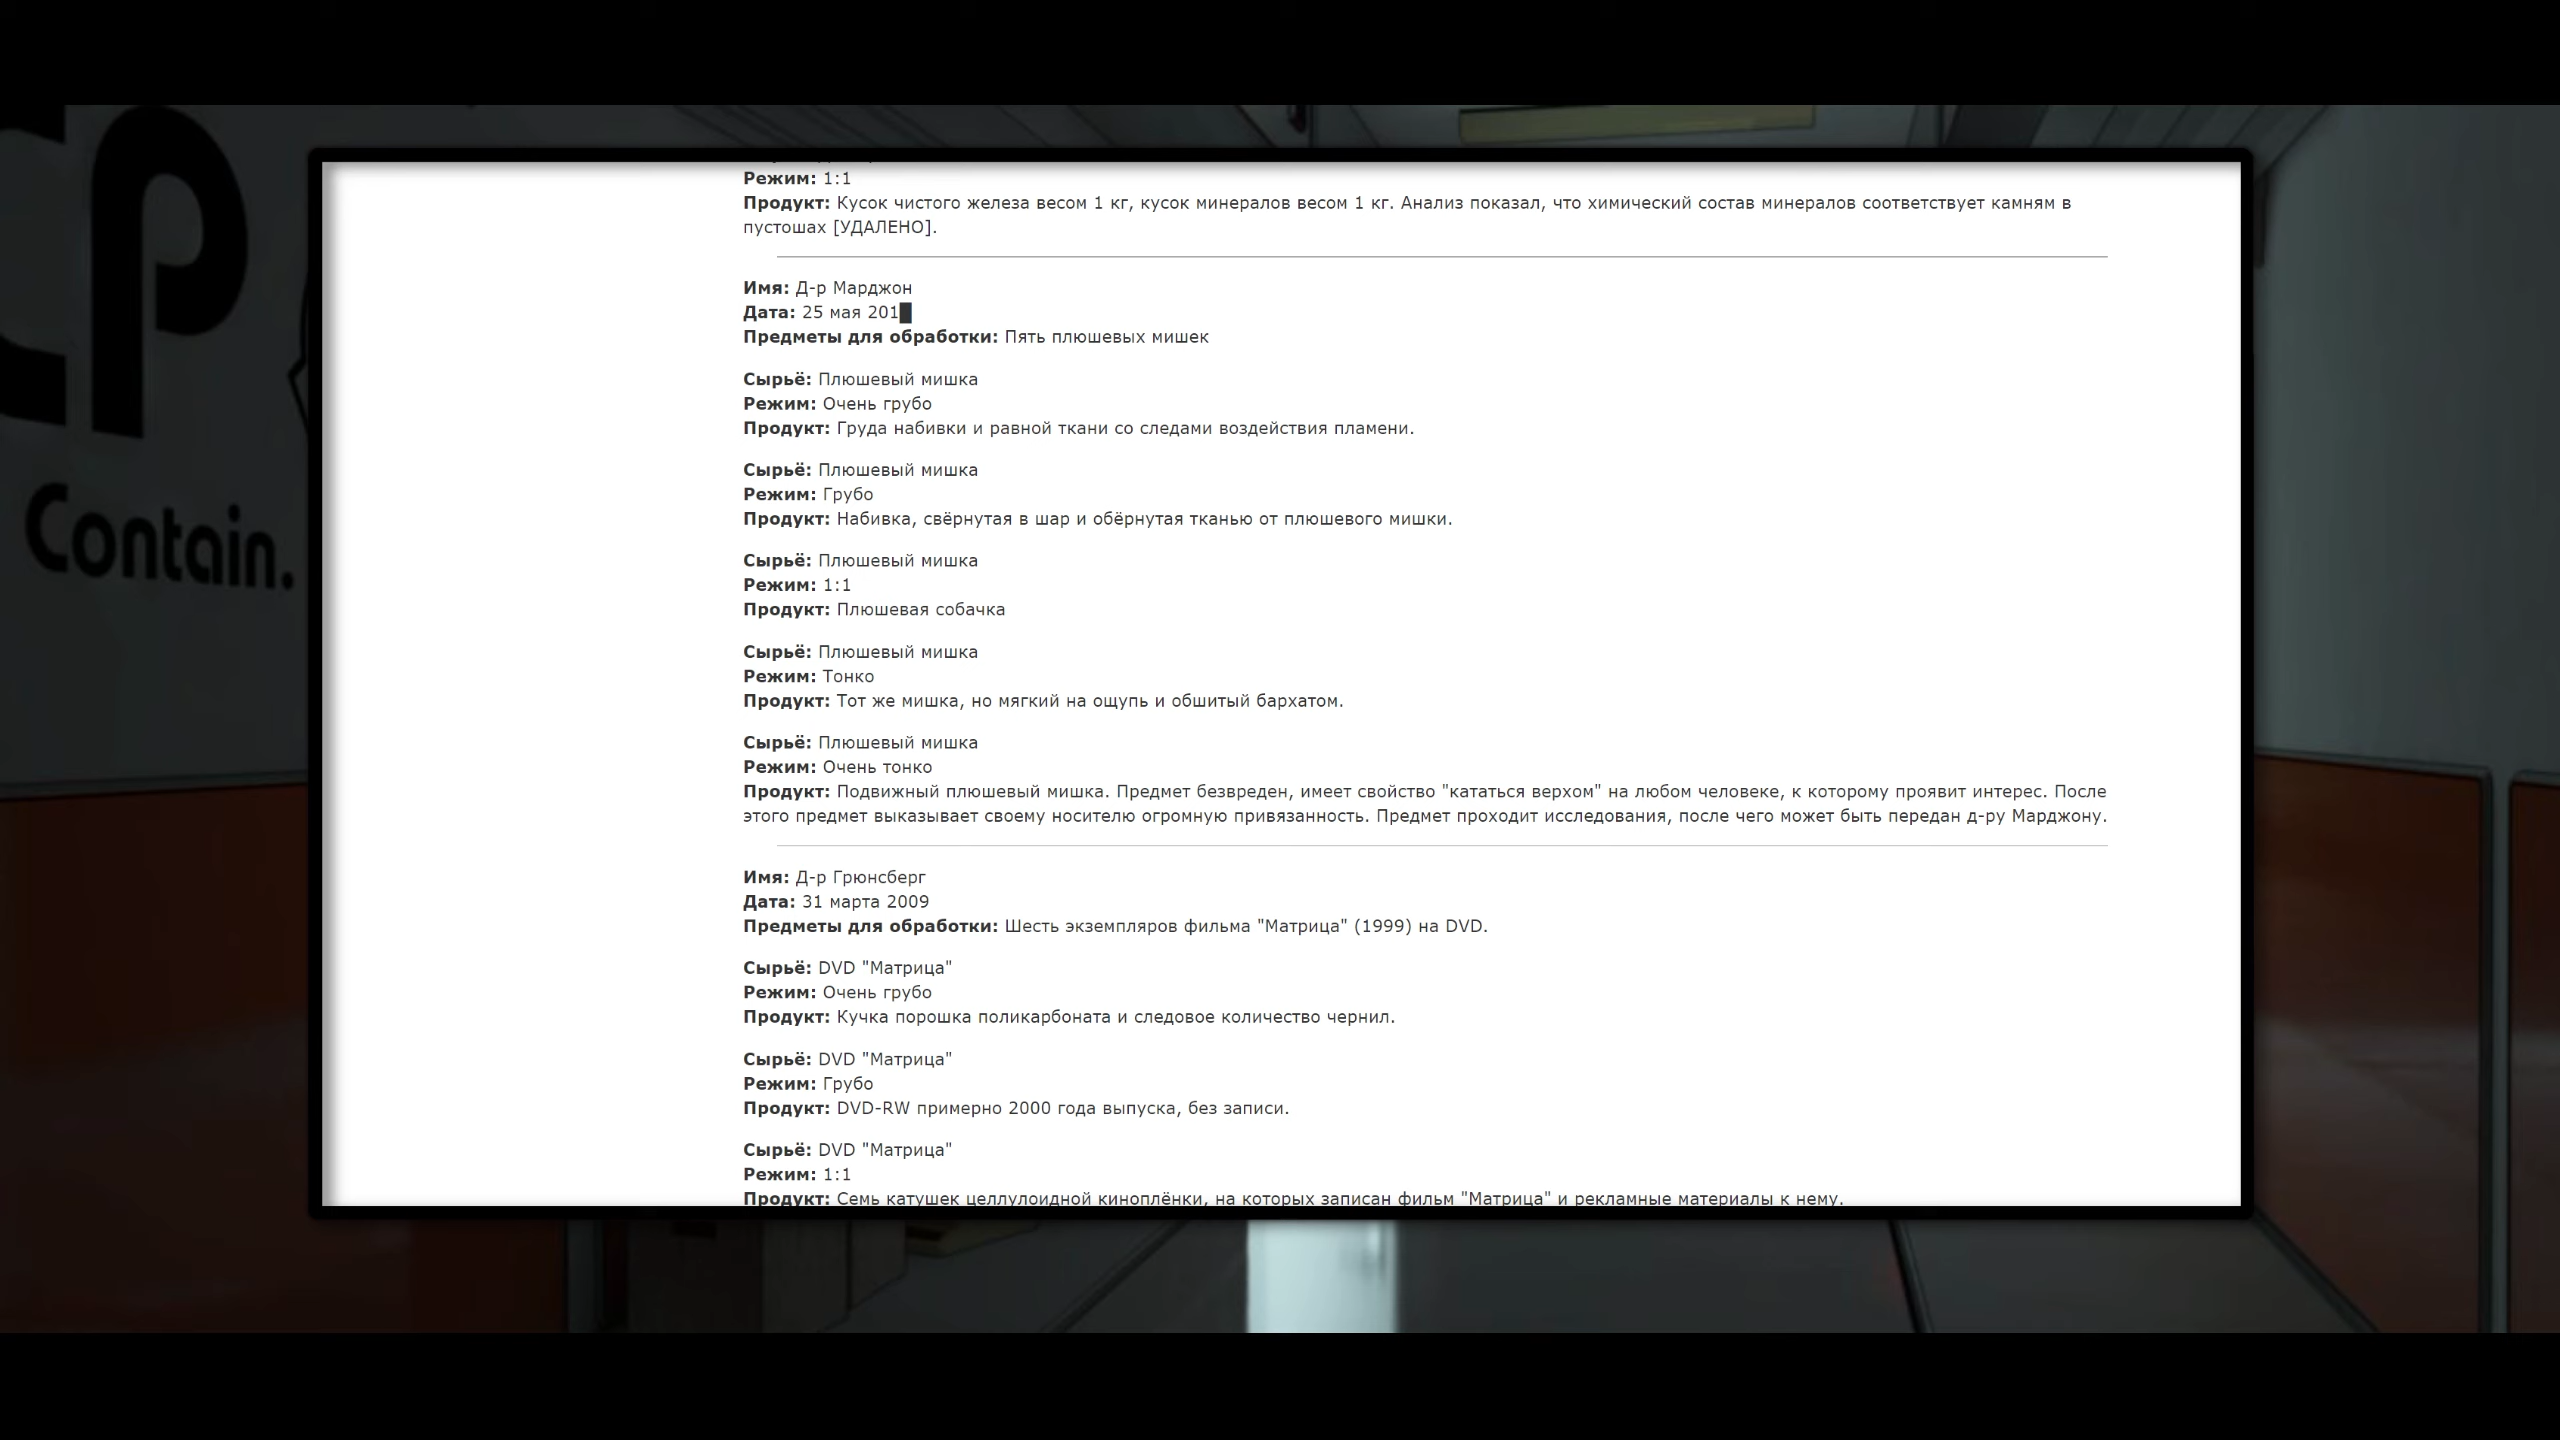 CP
Contain.
Режим: 1:1
Продукт: Кусок чистого железа весом 1 кг, кусок минералов весом 1 кг. Анализ показал, что химический состав минералов соответствует камням в
пустошах [УДАЛЕНО].
Имя: Д-р Марджон
Дата: 25 мая 201█
Предметы для обработки: Пять плюшевых мишек
Сырьё: Плюшевый мишка
Режим: Очень грубо
Продукт: Груда набивки и равной ткани со следами воздействия пламени.
Сырьё: Плюшевый мишка
Режим: Грубо
Продукт: Набивка, свёрнутая в шар и обёрнутая тканью от плюшевого мишки.
Сырьё: Плюшевый мишка
Режим: 1:1
Продукт: Плюшевая собачка
Сырьё: Плюшевый мишка
Режим: Тонко
Продукт: Тот же мишка, но мягкий на ощупь и обшитый бархатом.
Сырьё: Плюшевый мишка
Режим: Очень тонко
Продукт: Подвижный плюшевый мишка. Предмет безвреден, имеет свойство "кататься верхом" на любом человеке, к которому проявит интерес. После
этого предмет выказывает своему носителю огромную привязанность. Предмет проходит исследования, после чего может быть передан д-ру Марджону.
Имя: Д-р Грюнсберг
Дата: 31 марта 2009
Предметы для обработки: Шесть экземпляров фильма "Матрица" (1999) на DVD.
Сырьё: DVD "Матрица"
Режим: Очень грубо
Продукт: Кучка порошка поликарбоната и следовое количество чернил.
Сырьё: DVD "Матрица"
Режим: Грубо
Продукт: DVD-RW примерно 2000 года выпуска, без записи.
Сырьё: DVD "Матрица"
Режим: 1:1
Продукт: Семь катушек целлулоидной киноплёнки, на которых записан фильм "Матрица" и рекламные материалы к нему.